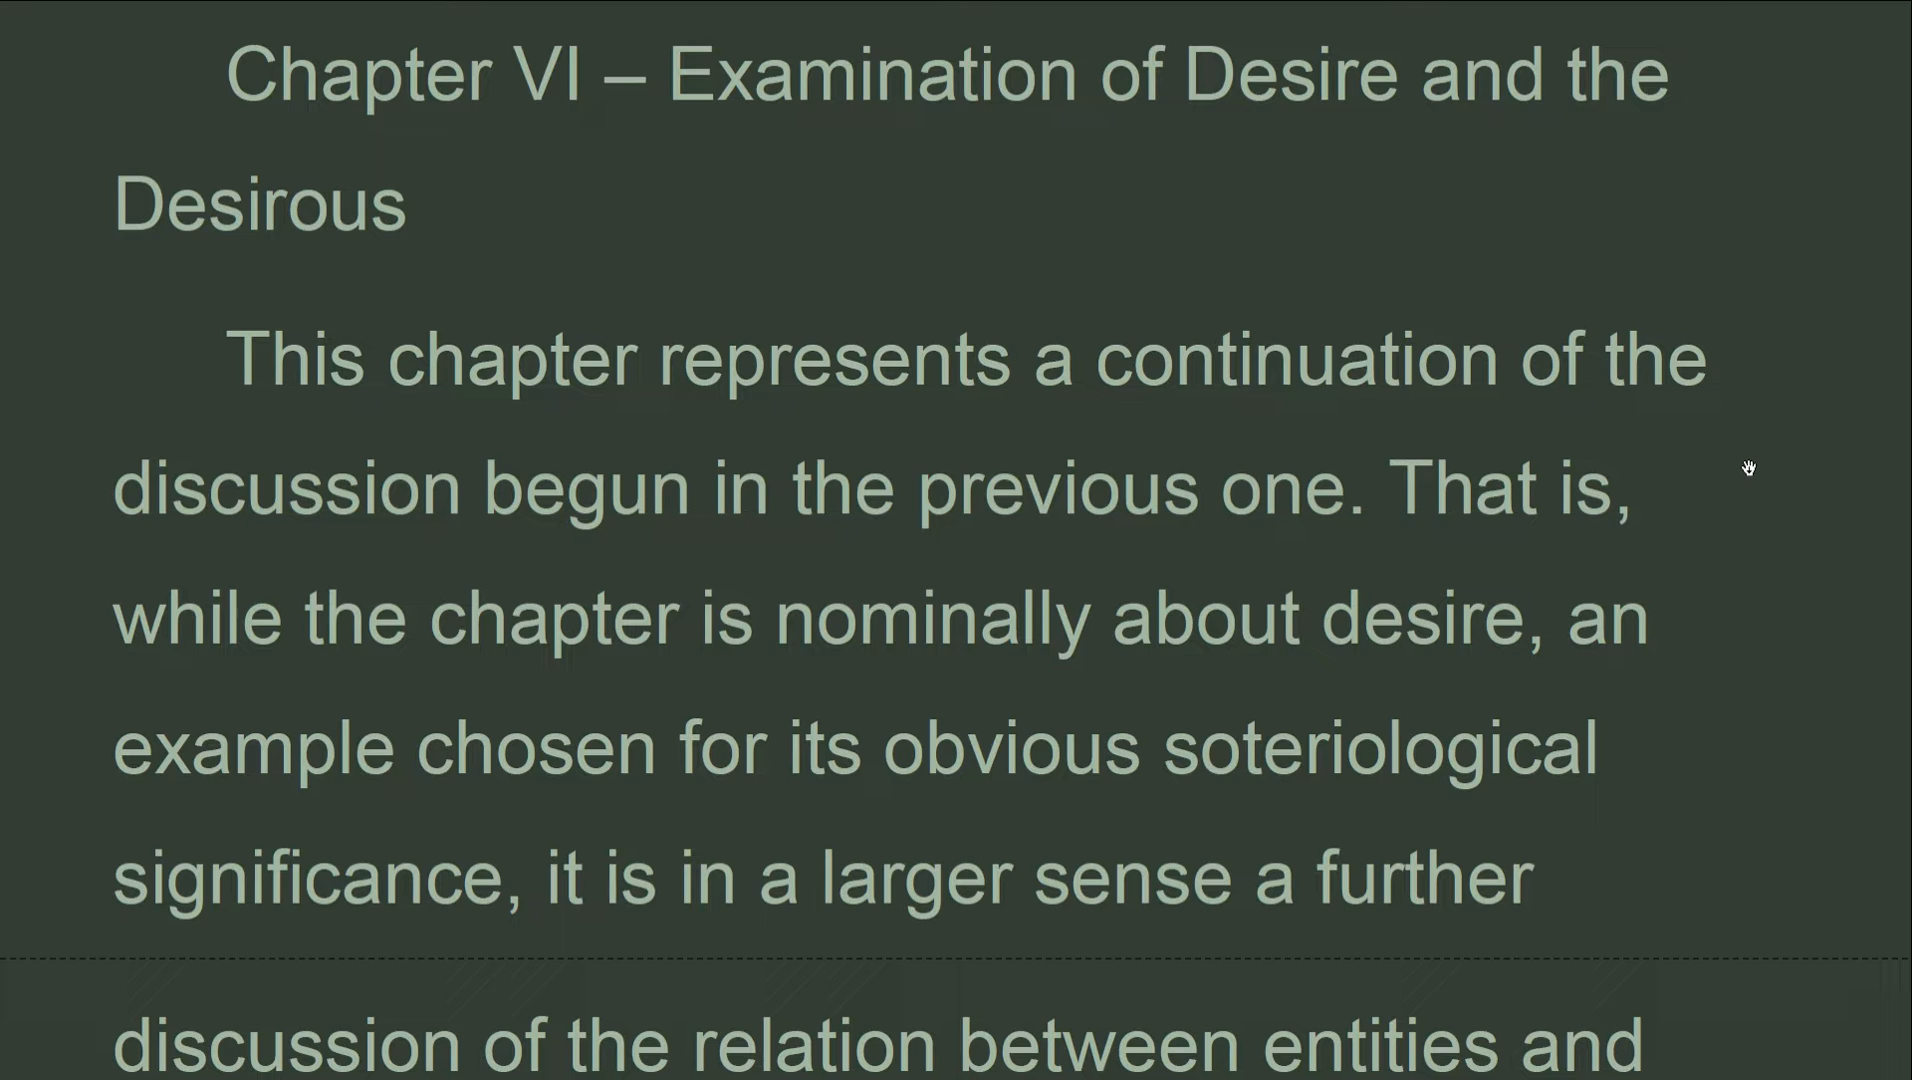 Chapter VI – Examination of Desire and the
Desirous
This chapter represents a continuation of the
discussion begun in the previous one. That is,
while the chapter is nominally about desire, an
example chosen for its obvious soteriological
significance, it is in a larger sense a further
discussion of the relation between entities and